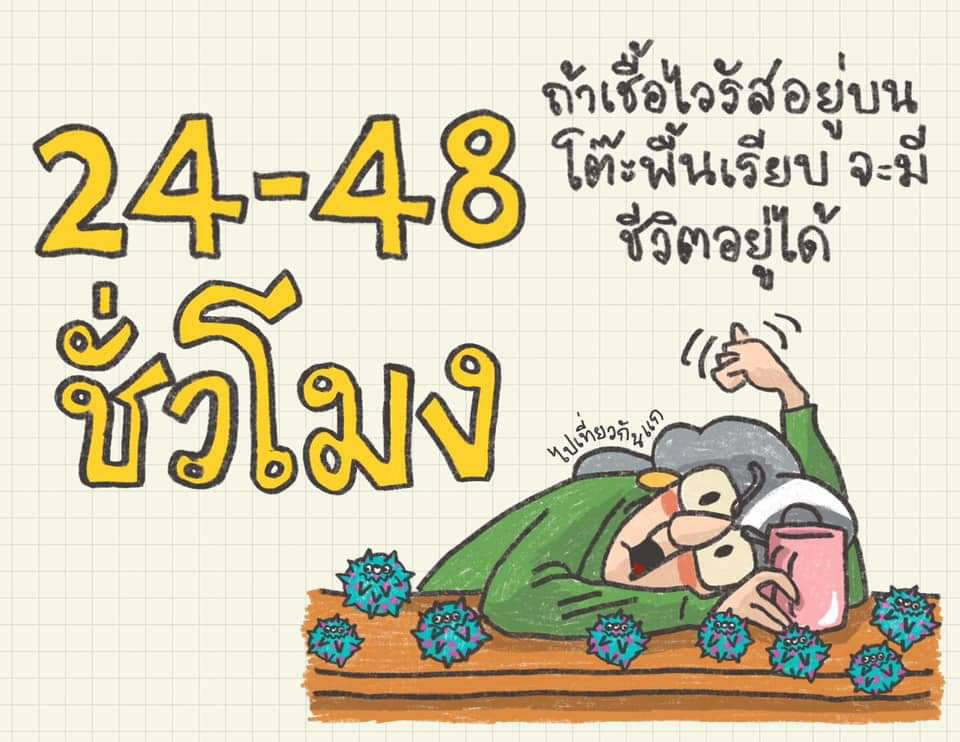 24-48
ชั่วโมง
ถ้าเชื้อไวรัสอยู่บน
โต๊ะพื้นเรียบ จะมี
ชีวิตอยู่ได้
ไปเที่ยวกันแก